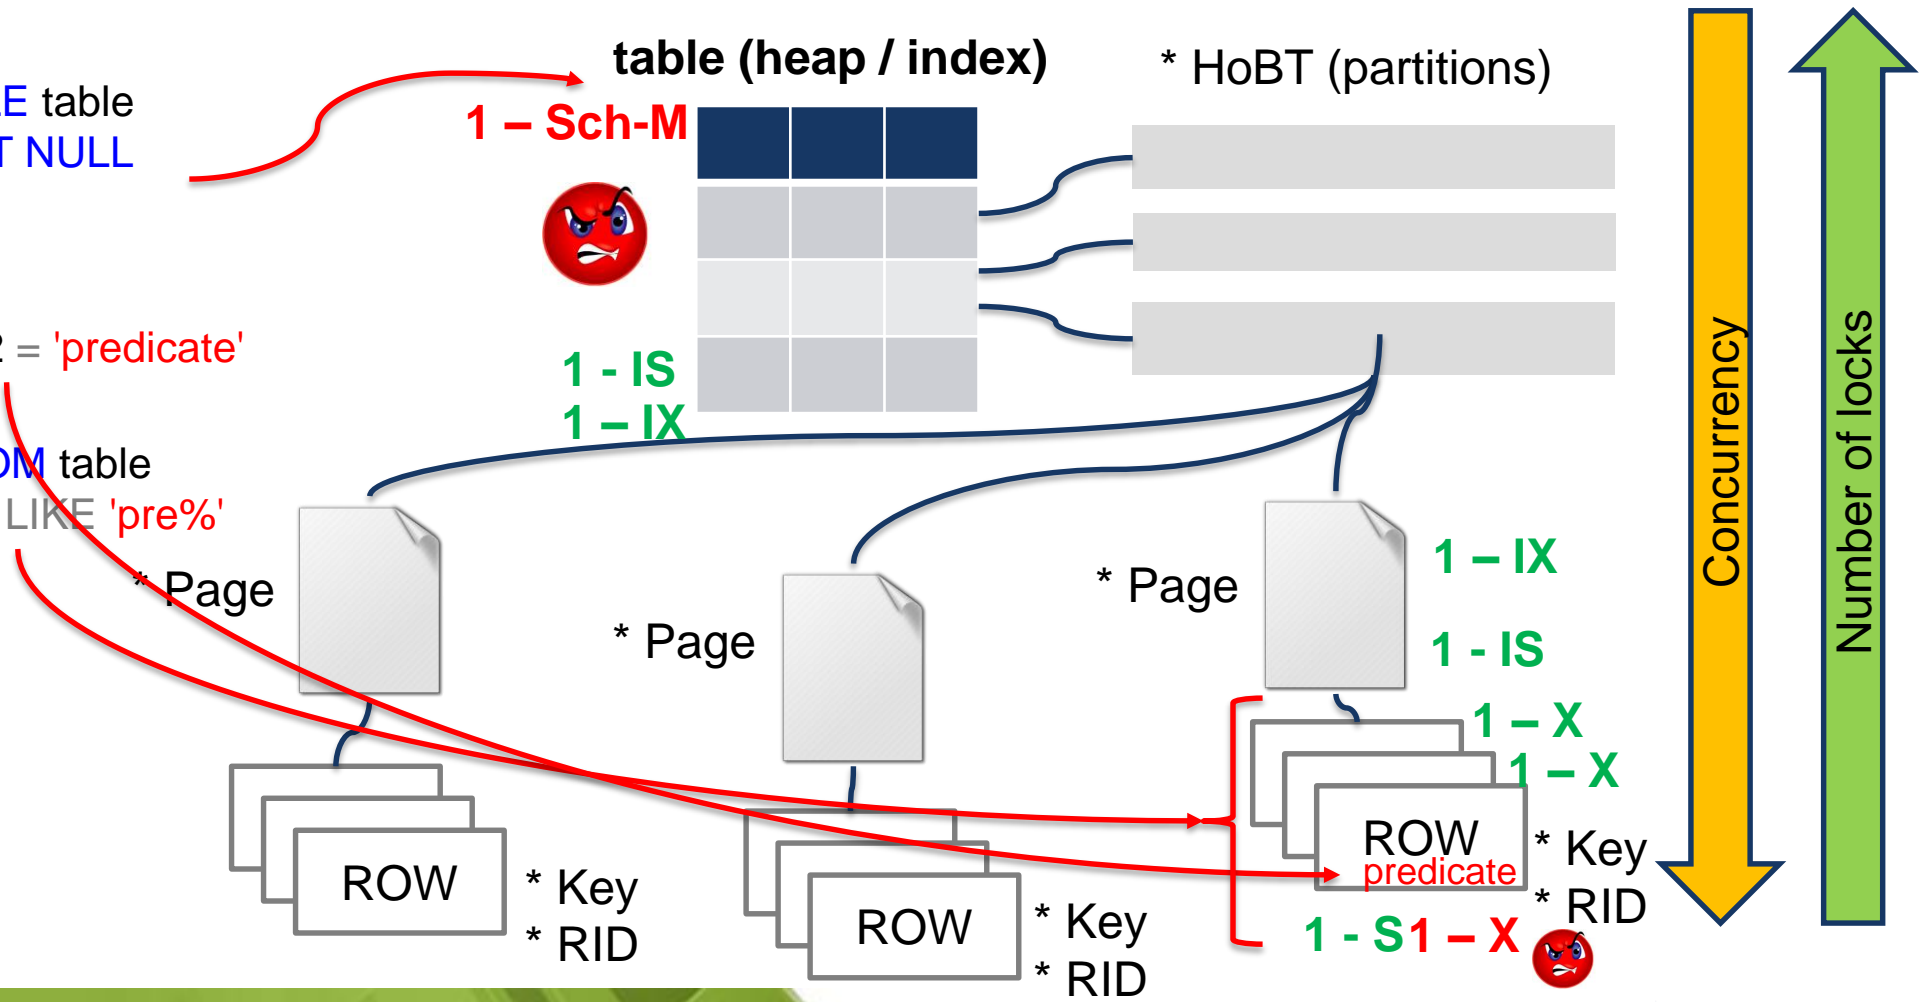 table (heap / index)
* HoBT (partitions)
E table
T NULL
1 – Sch-M
= 'predicate'
1 - IS
1 – IX
OM table
LIKE 'pre%'
* Page
* Page
* Page
1 – IX
1 - IS
1 – X
1 – X
ROW
* Key
* RID
ROW
* Key
* RID
ROW
predicate
* Key
* RID
1 - S
1 – X
Concurrency
Number of locks